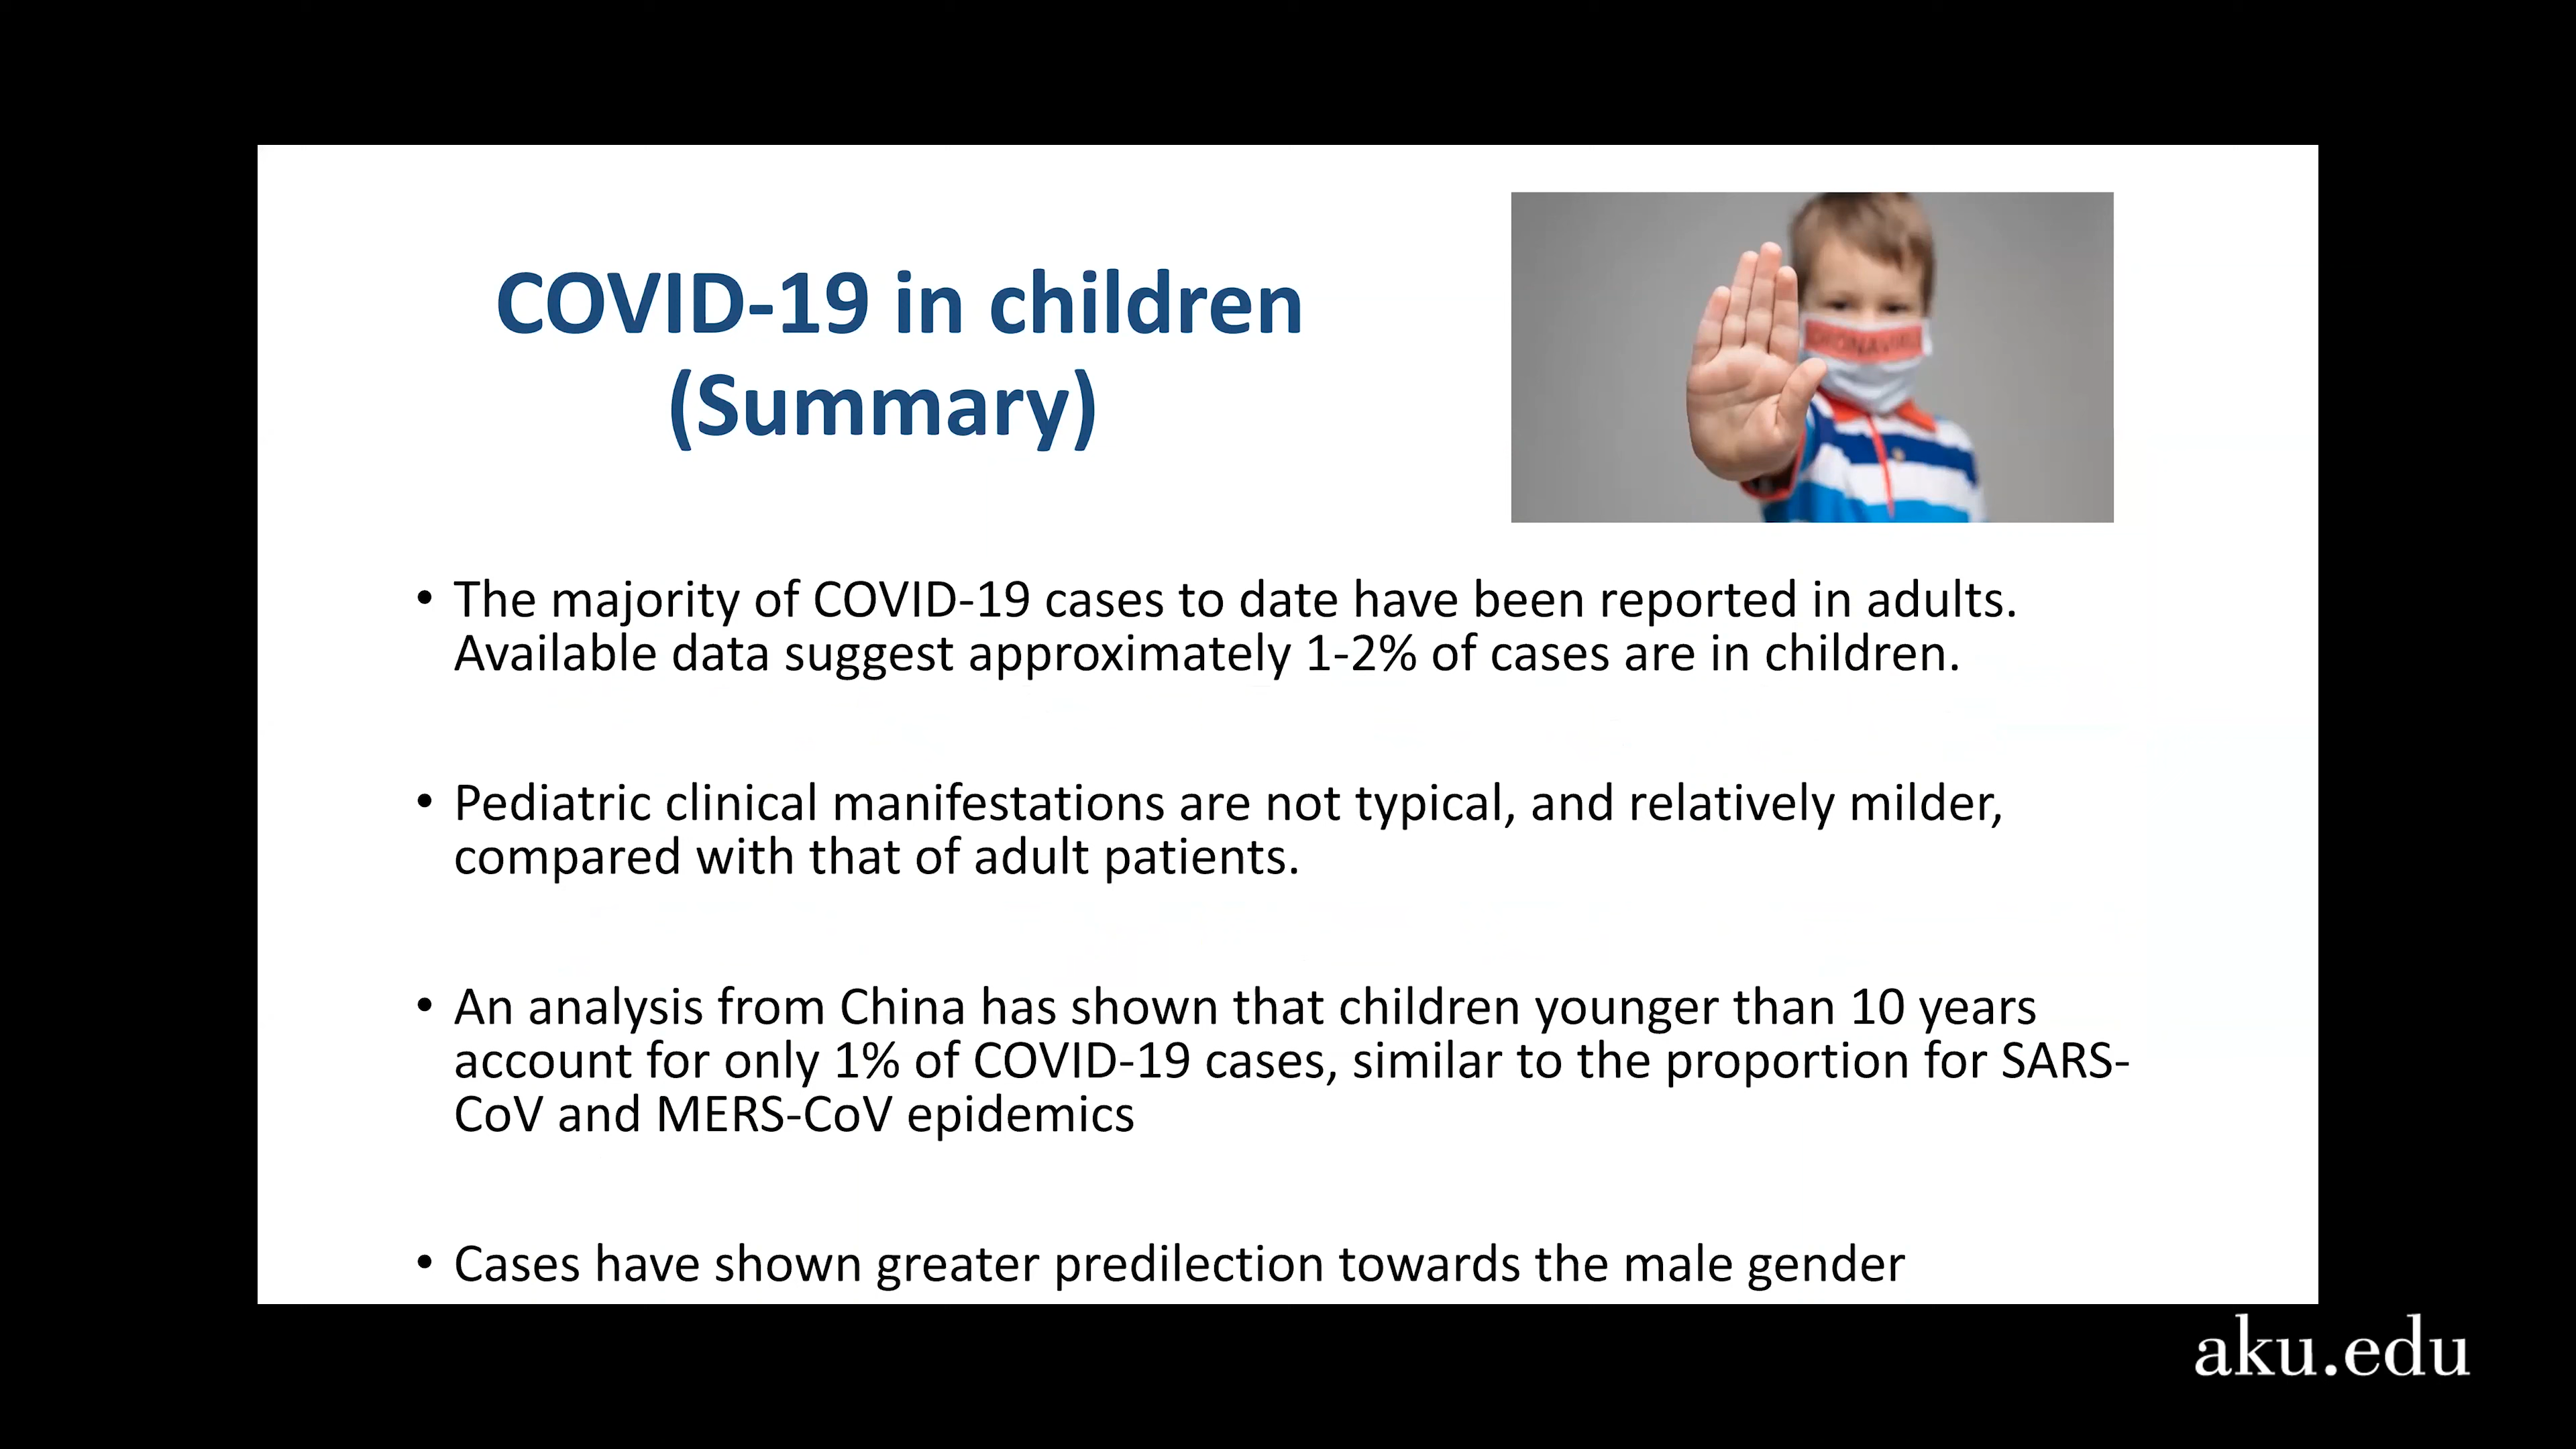 COVID-19 in children
(Summary)
• The majority of COVID-19 cases to date have been reported in adults.
Available data suggest approximately 1-2% of cases are in children.
• Pediatric clinical manifestations are not typical, and relatively milder,
compared with that of adult patients.
• An analysis from China has shown that children younger than 10 years
account for only 1% of COVID-19 cases, similar to the proportion for SARS-
CoV and MERS-CoV epidemics
• Cases have shown greater predilection towards the male gender
aku.edu